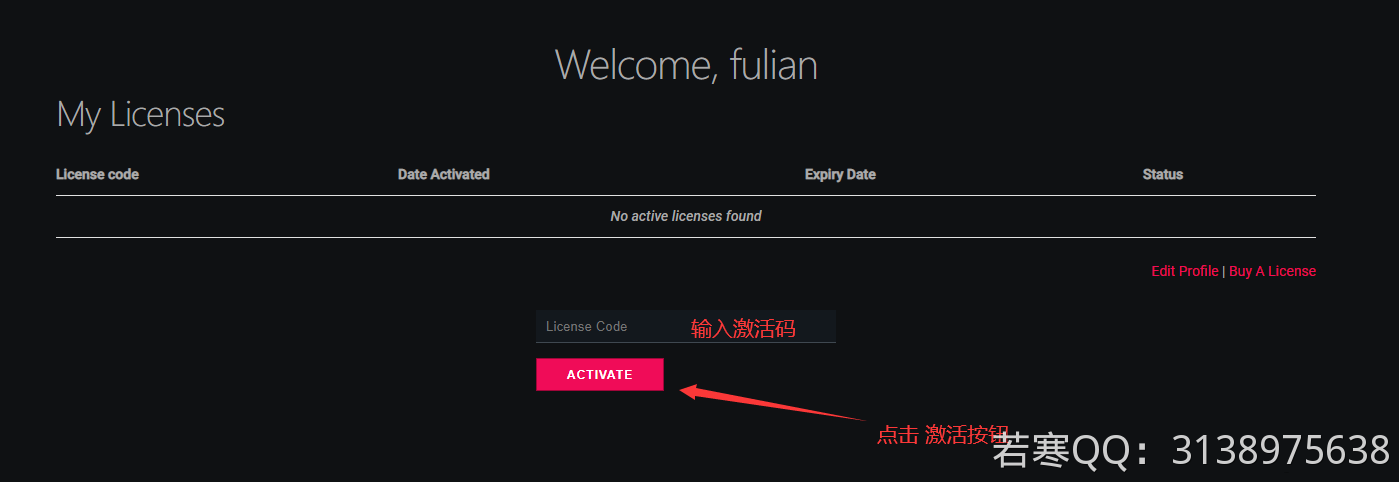 Welcome, fulian
My Licenses
License code Date Activated Expiry Date Status
No active licenses found
Edit Profile | Buy A License
License Code 输入激活码
ACTIVATE
点击 激活按钮
若寒QQ：3138975638